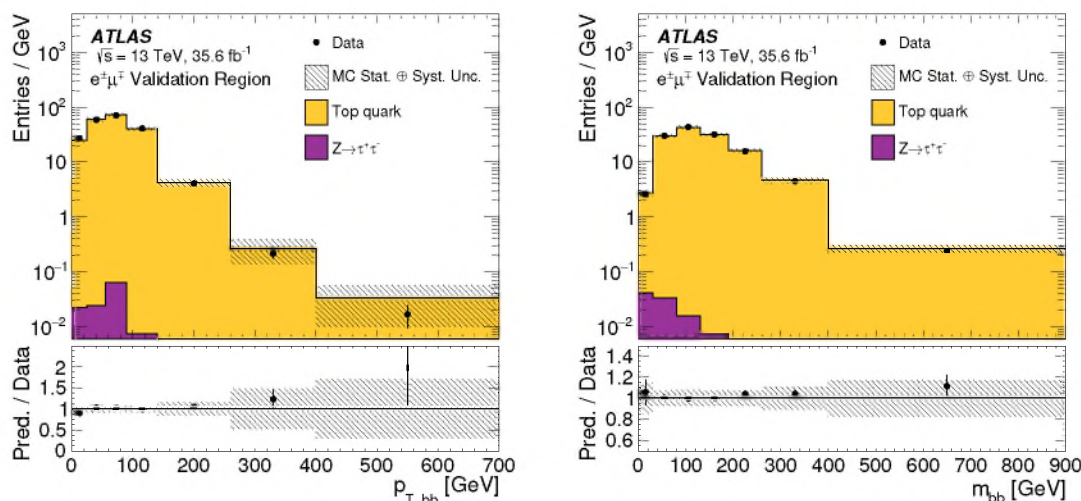 ATLAS
√s = 13 TeV, 35.6 fb⁻¹
e±μ∓ Validation Region
Data
MC Stat. ⊕ Syst. Unc.
Top quark
Z→τ⁺τ⁻
Entries / GeV
10³
10²
10
1
10⁻¹
10⁻²
Pred. / Data
2
1.5
1
0.5
0
0 100 200 300 400 500 600 700
p_T, bb [GeV]
ATLAS
√s = 13 TeV, 35.6 fb⁻¹
e±μ∓ Validation Region
Data
MC Stat. ⊕ Syst. Unc.
Top quark
Z→τ⁺τ⁻
Entries / GeV
10³
10²
10
1
10⁻¹
10⁻²
Pred. / Data
1.4
1.2
1
0.8
0.6
0 100 200 300 400 500 600 700 800 900
m_bb [GeV]